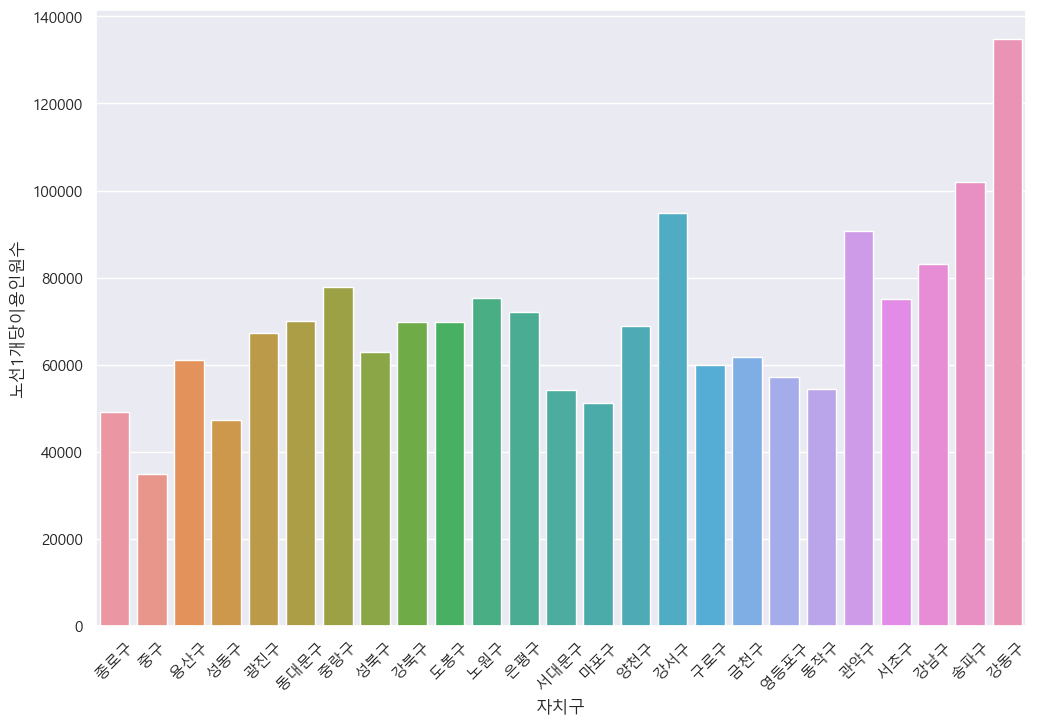 140000
120000
100000
80000
60000
40000
20000
0
노선1개당이용인원수
종로구
중구
용산구
성동구
광진구
동대문구
중랑구
성북구
강북구
도봉구
노원구
은평구
서대문구
마포구
양천구
강서구
구로구
금천구
영등포구
동작구
관악구
서초구
강남구
송파구
강동구
자치구